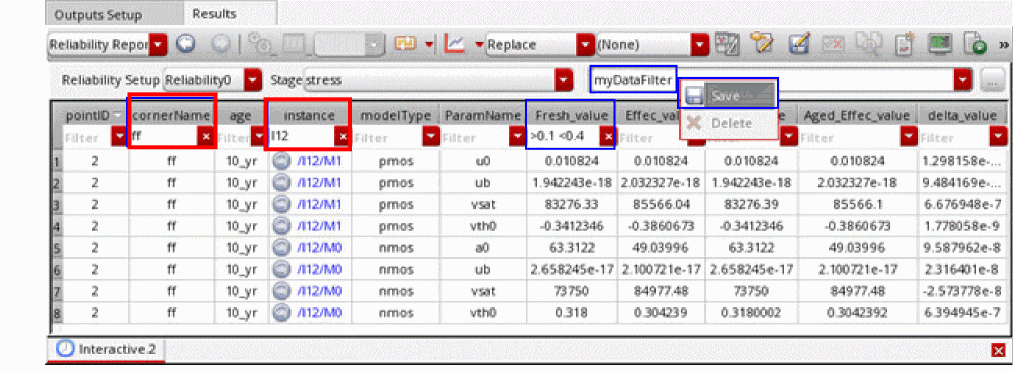 Outputs Setup Results
Reliability Repor Replace (None) »
Reliability Setup Reliability0 Stage stress myDataFilter ...
Save
Delete
pointID cornerName age instance modelType ParamName Fresh_value Effec_val e Aged_Effec_value delta_value
Filter ff Filter I12 Filter Filter >0.1 <0.4 Filter Filter Filter
1 2 ff 10_yr /I12/M1 pmos u0 0.010824 0.010824 0.010824 0.010824 1.298158e-...
2 2 ff 10_yr /I12/M1 pmos ub 1.942243e-18 2.032327e-18 1.942243e-18 2.032327e-18 9.484169e-...
3 2 ff 10_yr /I12/M1 pmos vsat 83276.33 85566.04 83276.39 85566.1 6.676948e-7
4 2 ff 10_yr /I12/M1 pmos vth0 -0.3412346 -0.3860673 -0.3412346 -0.3860673 1.778058e-9
5 2 ff 10_yr /I12/M0 nmos a0 63.3122 49.03996 63.3122 49.03996 9.587962e-8
6 2 ff 10_yr /I12/M0 nmos ub 2.658245e-17 2.100721e-17 2.658245e-17 2.100721e-17 2.316401e-8
7 2 ff 10_yr /I12/M0 nmos vsat 73750 84977.48 73750 84977.48 -2.573778e-8
8 2 ff 10_yr /I12/M0 nmos vth0 0.318 0.304239 0.3180002 0.3042392 6.394945e-7
Interactive.2